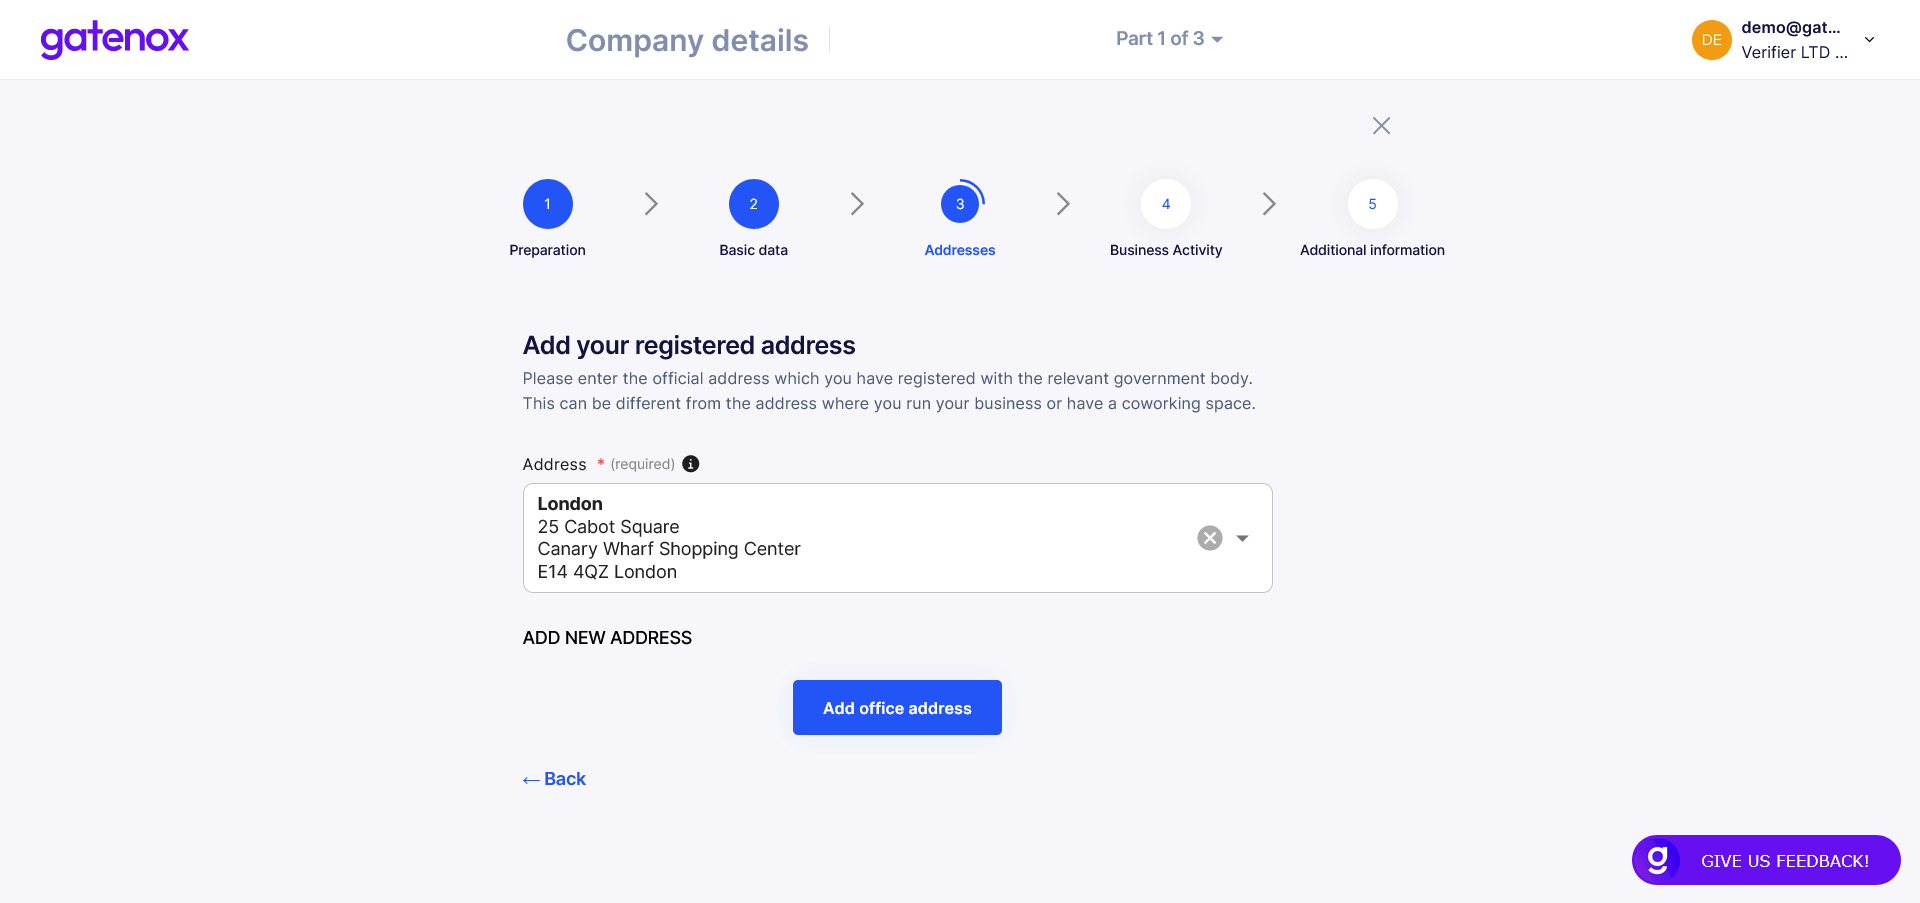 gatenox
Company details
Part 1 of 3
DE
demo@gat...
Verifier LTD ...
1
2
3
4
5
Preparation
Basic data
Addresses
Business Activity
Additional information
Add your registered address
Please enter the official address which you have registered with the relevant government body.
This can be different from the address where you run your business or have a coworking space.
Address * (required)
London
25 Cabot Square
Canary Wharf Shopping Center
E14 4QZ London
ADD NEW ADDRESS
Add office address
← Back
g GIVE US FEEDBACK!